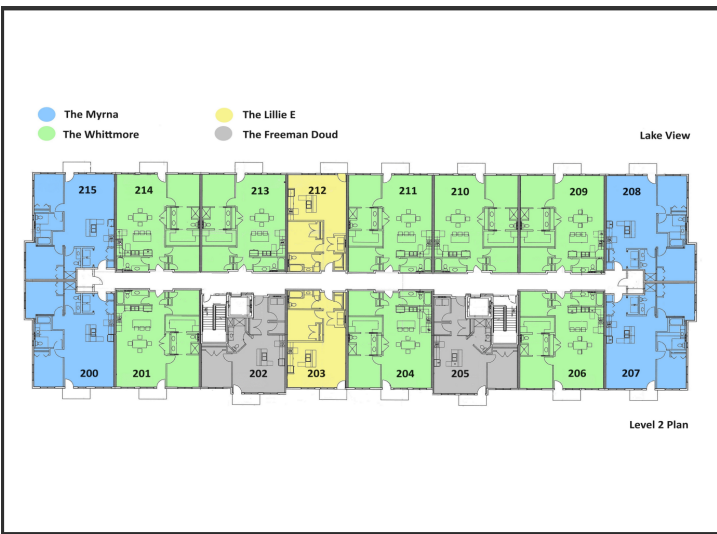 The Myrna
The Lillie E
The Whittmore
The Freeman Doud
Lake View
215
214
213
212
211
210
209
208
200
201
202
203
204
205
206
207
Level 2 Plan